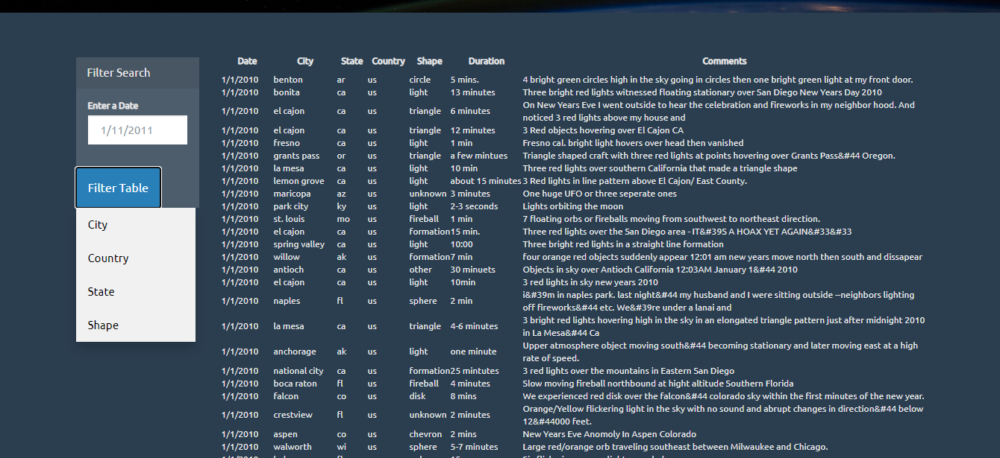 Filter Search
Enter a Date
1/11/2011
Filter Table
City
Country
State
Shape
Date City State Country Shape Duration Comments
1/1/2010 benton ar us circle 5 mins. 4 bright green circles high in the sky going in circles then one bright green light at my front door.
1/1/2010 bonita ca us light 13 minutes Three bright red lights witnessed floating stationary over San Diego New Years Day 2010
1/1/2010 el cajon ca us triangle 6 minutes On New Years Eve I went outside to hear the celebration and fireworks in my neighbor hood. And
noticed 3 red lights above my house and
1/1/2010 el cajon ca us triangle 12 minutes 3 Red objects hovering over El Cajon CA
1/1/2010 fresno ca us light 1 min Fresno cal. bright light hovers over head then vanished
1/1/2010 grants pass or us triangle a few mintues Triangle shaped craft with three red lights at points hovering over Grants Pass&#44 Oregon.
1/1/2010 la mesa ca us light 10 min Three red lights over southern California that made a triangle shape
1/1/2010 lemon grove ca us light about 15 minutes 3 Red lights in line pattern above El Cajon/ East County.
1/1/2010 maricopa az us unknown 3 minutes One huge UFO or three seperate ones
1/1/2010 park city ky us light 2-3 seconds Lights orbiting the moon
1/1/2010 st. louis mo us fireball 1 min 7 floating orbs or fireballs moving from southwest to northeast direction.
1/1/2010 el cajon ca us formation 15 min. Three red lights over the San Diego area - IT&#39S A HOAX YET AGAIN&#33&#33
1/1/2010 spring valley ca us light 10:00 Three bright red lights in a straight line formation
1/1/2010 willow ak us formation 7 min four orange red objects suddenly appear 12:01 am new years move north then south and dissapear
1/1/2010 antioch ca us other 30 minuets Objects in sky over Antioch California 12:03AM January 1&#44 2010
1/1/2010 el cajon ca us light 10min 3 red lights in sky new years 2010
1/1/2010 naples fl us sphere 2 min i&#39m in naples park. last night&#44 my husband and I were sitting outside --neighbors lighting
off fireworks&#44 etc. We&#39re under a lanai and
1/1/2010 la mesa ca us triangle 4-6 minutes 3 bright red lights hovering high in the sky in an elongated triangle pattern just after midnight 2010
in La Mesa&#44 Ca
1/1/2010 anchorage ak us light one minute Upper atmosphere object moving south&#44 becoming stationary and later moving east at a high
rate of speed.
1/1/2010 national city ca us formation 25 mintutes 3 red lights over the mountains in Eastern San Diego
1/1/2010 boca raton fl us fireball 4 minutes Slow moving fireball northbound at hight altitude Southern Florida
1/1/2010 falcon co us disk 8 mins We experienced red disk over the falcon&#44 colorado sky within the first minutes of the new year.
1/1/2010 crestview fl us unknown 2 minutes Orange/Yellow flickering light in the sky with no sound and abrupt changes in direction&#44 below
12&#44000 feet.
1/1/2010 aspen co us chevron 2 mins New Years Eve Anomoly In Aspen Colorado
1/1/2010 walworth wi us sphere 5-7 minutes Large red/orange orb traveling southeast between Milwaukee and Chicago.